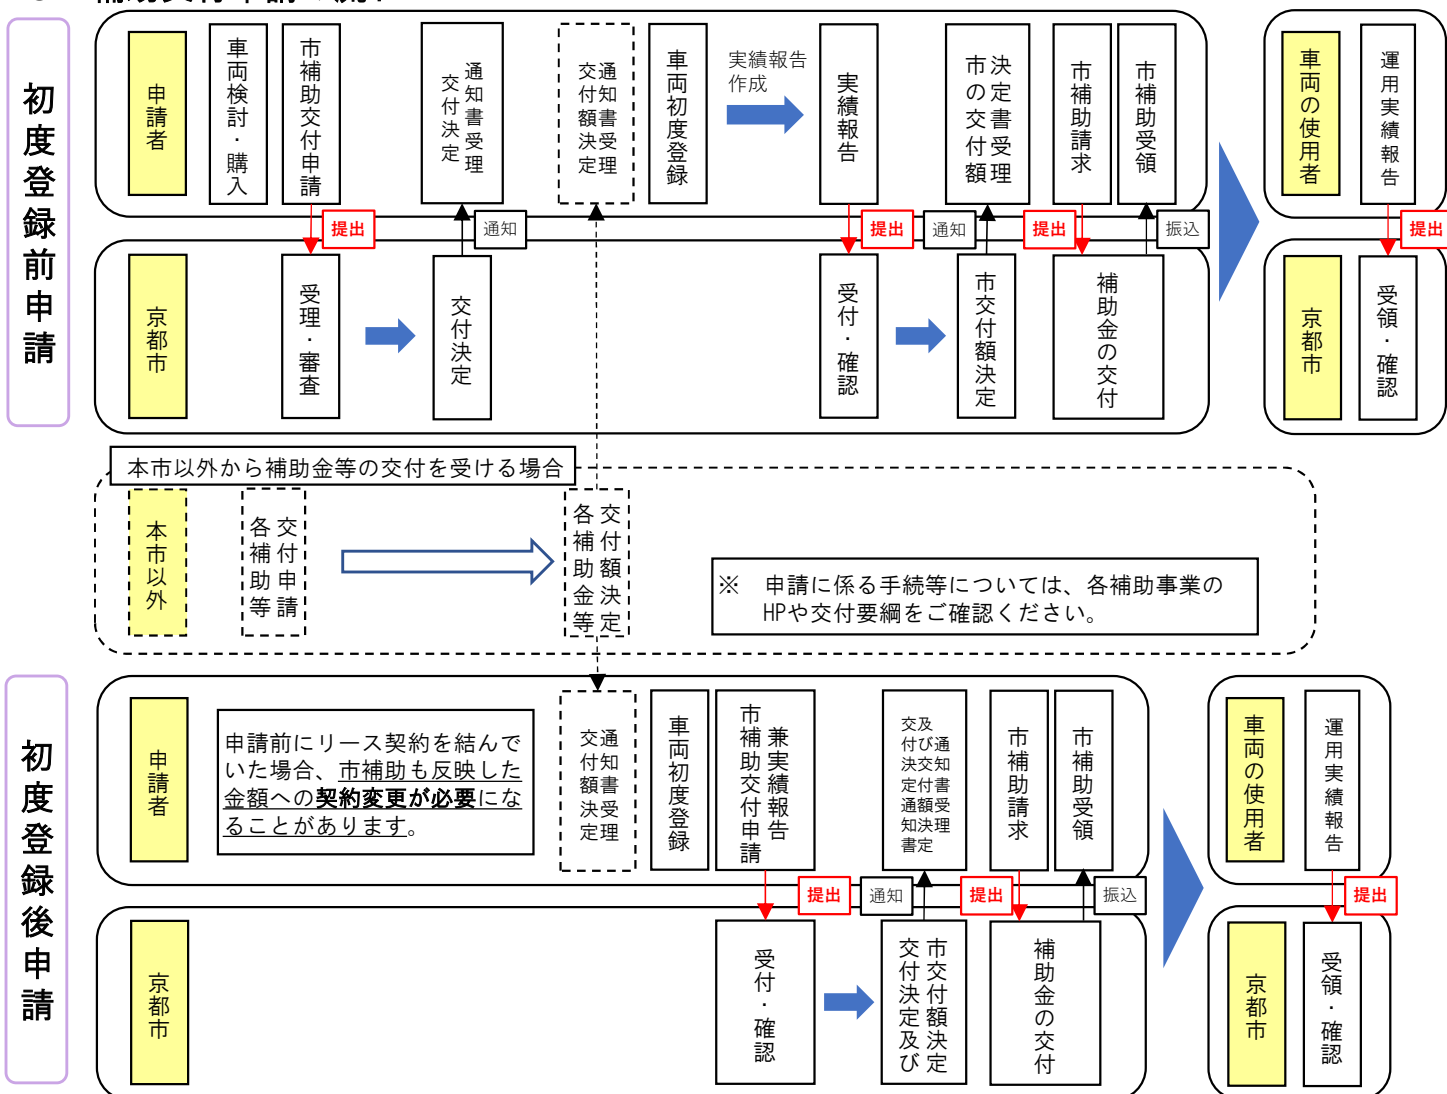 初度登録前申請
申請者
車両検討・購入
市補助交付申請
通知書受理
交付決定
通知書受理
交付額決定
車両初度登録
実績報告
作成
実績報告
決定書受理
市の交付額
市補助請求
市補助受領
車両の使用者
運用実績報告
提出
通知
提出
通知
提出
振込
提出
京都市
受理・審査
交付決定
受付・確認
市交付額決定
補助金の交付
京都市
受領・確認
本市以外から補助金等の交付を受ける場合
本市以外
交付申請
各補助等
交付額決定
各補助金等
※　申請に係る手続等については、各補助事業の
HPや交付要綱をご確認ください。
初度登録後申請
申請者
申請前にリース契約を結んで
いた場合、市補助も反映した
金額への契約変更が必要にな
ることがあります。
通知書受理
交付額決定
車両初度登録
兼実績報告
市補助交付申請
通知書受理
及び交付額決定
交付決定通知書
市補助請求
市補助受領
車両の使用者
運用実績報告
提出
通知
提出
振込
提出
京都市
受付・確認
市交付額決定
交付決定及び
補助金の交付
京都市
受領・確認